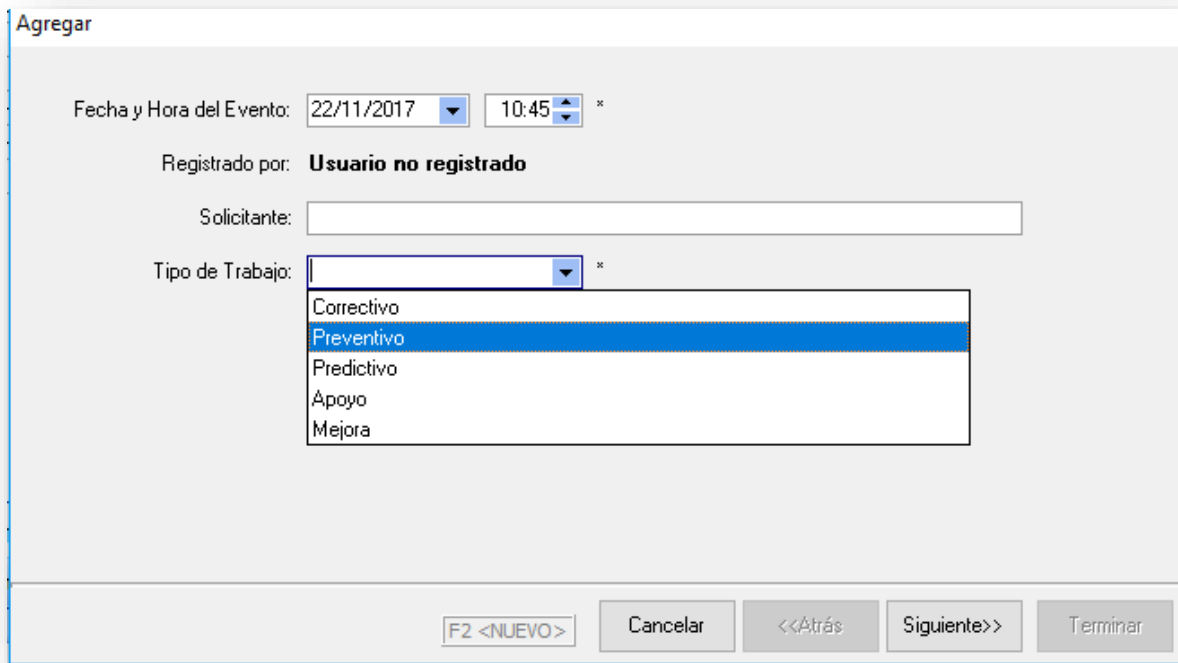 Agregar
Fecha y Hora del Evento: 22/11/2017 10:45 *
Registrado por: Usuario no registrado
Solicitante:
Tipo de Trabajo: *
Correctivo
Preventivo
Predictivo
Apoyo
Mejora
F2 <NUEVO> Cancelar <<Atrás Siguiente>> Terminar